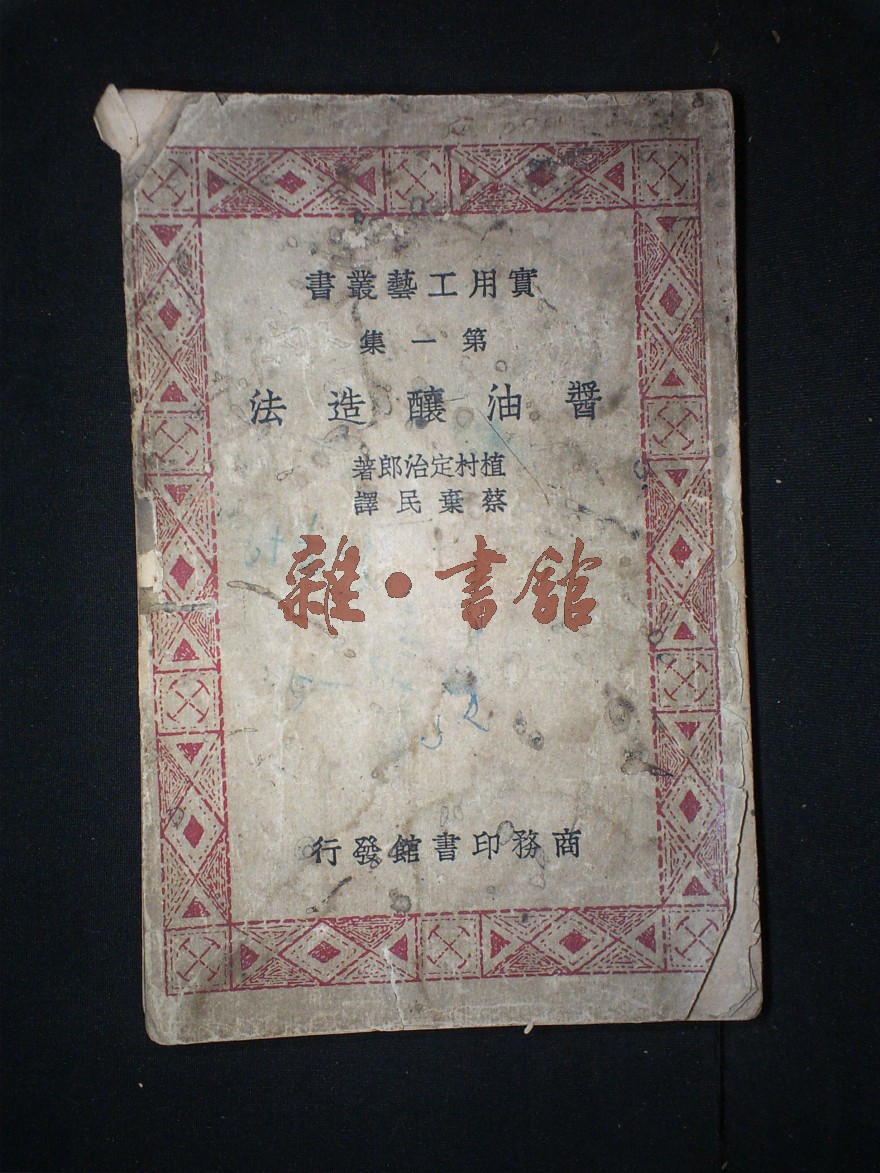 實用工藝叢書
第一集
醬油釀造法
植村定治郎著
蔡棄民譯
雜·書館
商務印書館發行